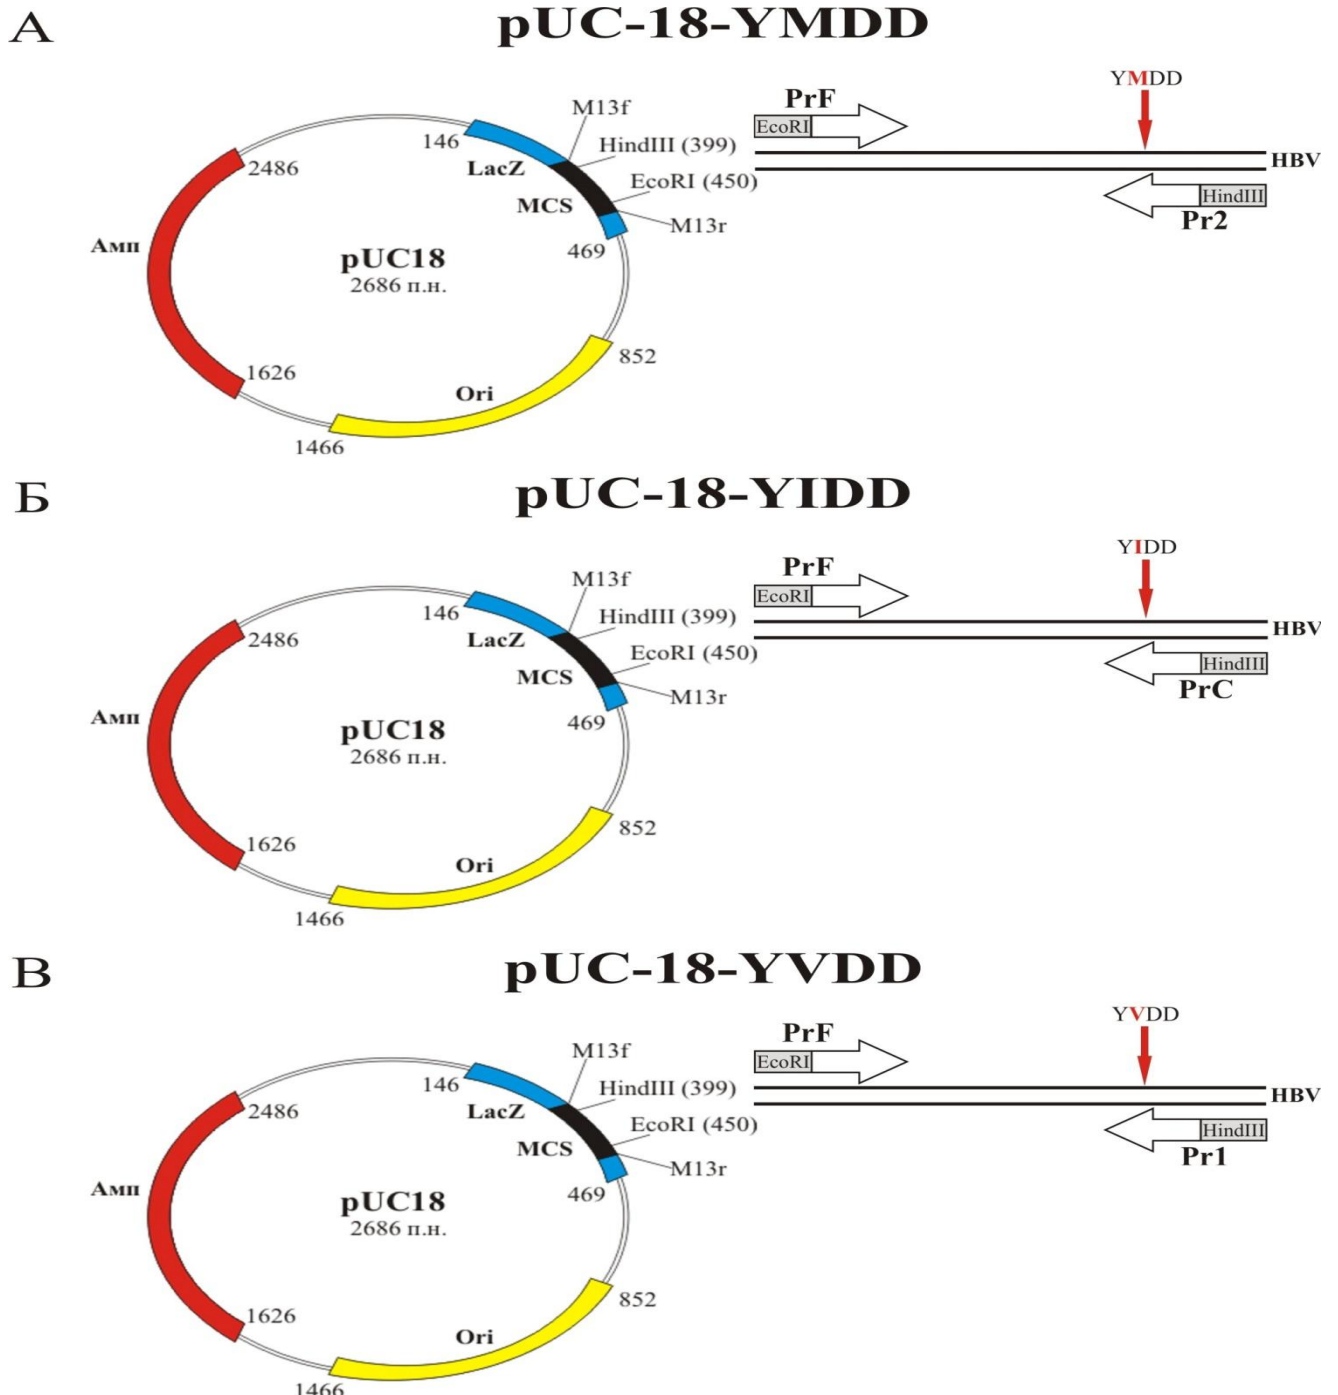 А
pUC-18-YMDD
YMDD
PrF
EcoRI
HBV
HindIII
Pr2
M13f
146
HindIII (399)
2486
LacZ
EcoRI (450)
MCS
M13r
Амп
469
pUC18
2686 п.н.
852
1626
Ori
1466
Б
pUC-18-YIDD
YIDD
PrF
EcoRI
HBV
HindIII
PrC
M13f
146
HindIII (399)
2486
LacZ
EcoRI (450)
MCS
M13r
Амп
469
pUC18
2686 п.н.
852
1626
Ori
1466
В
pUC-18-YVDD
YVDD
PrF
EcoRI
HBV
HindIII
Pr1
M13f
146
HindIII (399)
2486
LacZ
EcoRI (450)
MCS
M13r
Амп
469
pUC18
2686 п.н.
852
1626
Ori
1466